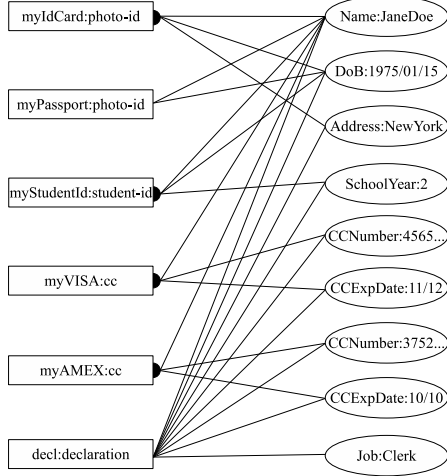 myIdCard:photo-id
Name:JaneDoe
DoB:1975/01/15
myPassport:photo-id
Address:NewYork
myStudentId:student-id
SchoolYear:2
CCNumber:4565...
myVISA:cc
CCExpDate:11/12
CCNumber:3752...
myAMEX:cc
CCExpDate:10/10
decl:declaration
Job:Clerk